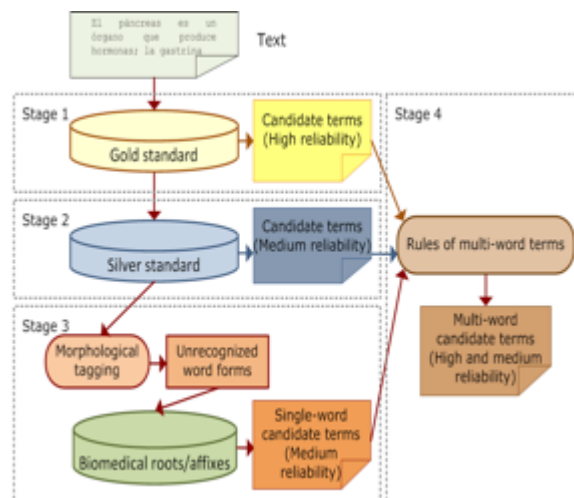 El páncreas es un
órgano que produce
hormonas; la gastrina
Text
Stage 1
Gold standard
Candidate terms
(High reliability)
Stage 2
Silver standard
Candidate terms
(Medium reliability)
Stage 3
Morphological
tagging
Unrecognized
word forms
Biomedical roots/affixes
Single-word
candidate terms
(Medium
reliability)
Stage 4
Rules of multi-word terms
Multi-word
candidate terms
(High and medium
reliability)